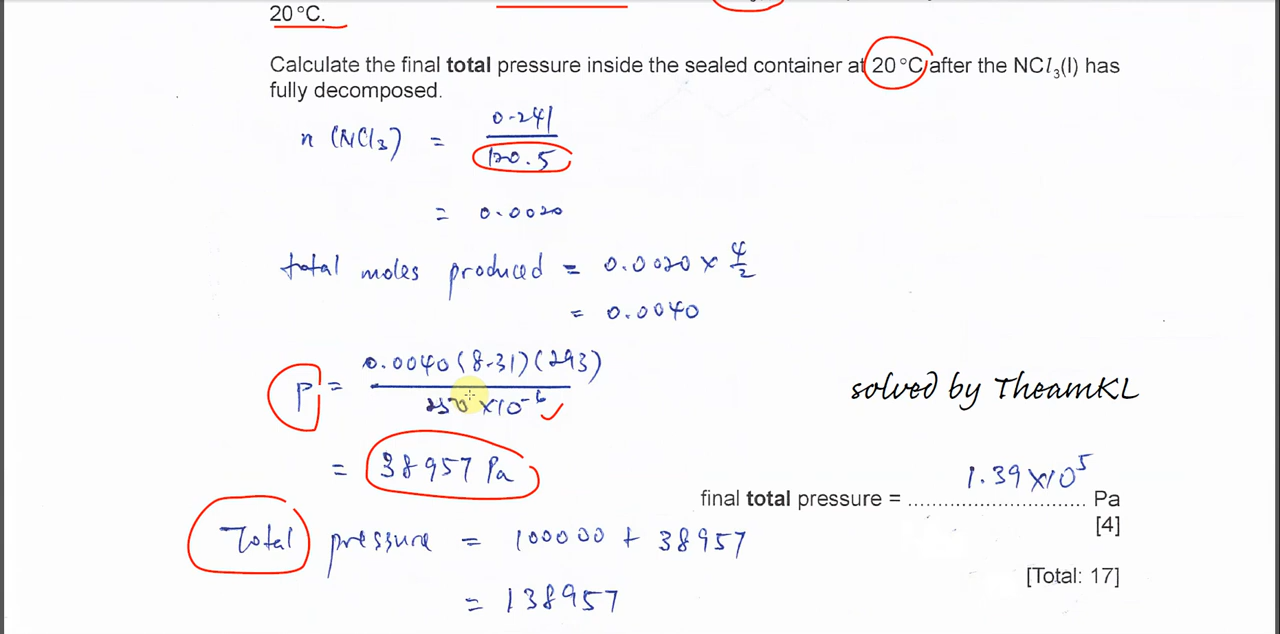 20 °C.
Calculate the final total pressure inside the sealed container at 20 °C after the NCl₃(l) has
fully decomposed.
n (NCl₃) = 0.241 / 120.5
= 0.0020
total moles produced = 0.0020 × 4/2
= 0.0040
P = 0.0040 (8.31) (293) / 250 × 10⁻⁶
= 38957 Pa
solved by TheamKL
final total pressure = 1.39 × 10⁵ Pa
[4]
Total pressure = 100000 + 38957
= 138957
[Total: 17]